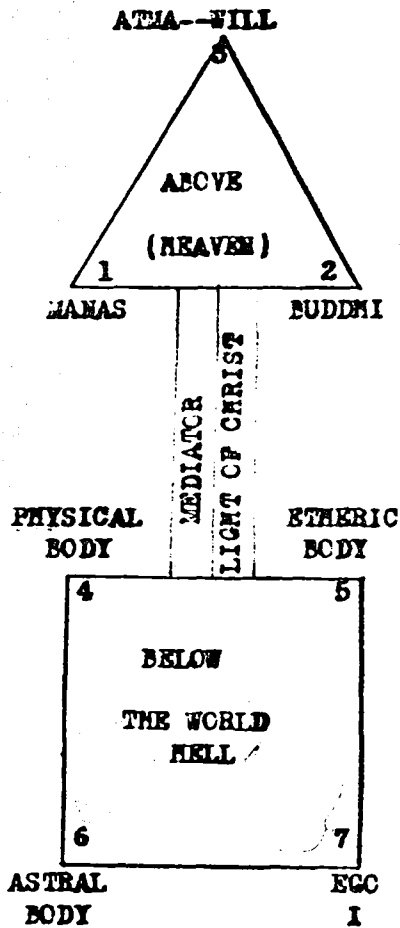 ATMA--WILL
3
ABOVE
(HEAVEN)
1 2
MANAS BUDDHI
MEDIATOR
LIGHT OF CHRIST
PHYSICAL ETHERIC
BODY BODY
4 5
BELOW
THE WORLD
HELL
6 7
ASTRAL EGO
BODY I